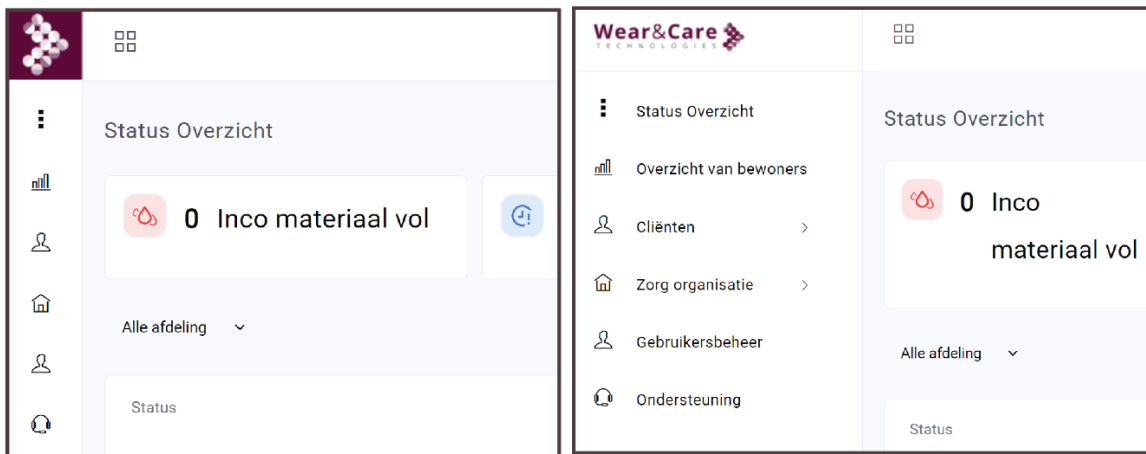 Status Overzicht
0 Inco materiaal vol
Alle afdeling
Status
Wear&Care
TECHNOLOGIES
Status Overzicht
Overzicht van bewoners
Cliënten
Zorg organisatie
Gebruikersbeheer
Ondersteuning
Status Overzicht
0 Inco
materiaal vol
Alle afdeling
Status